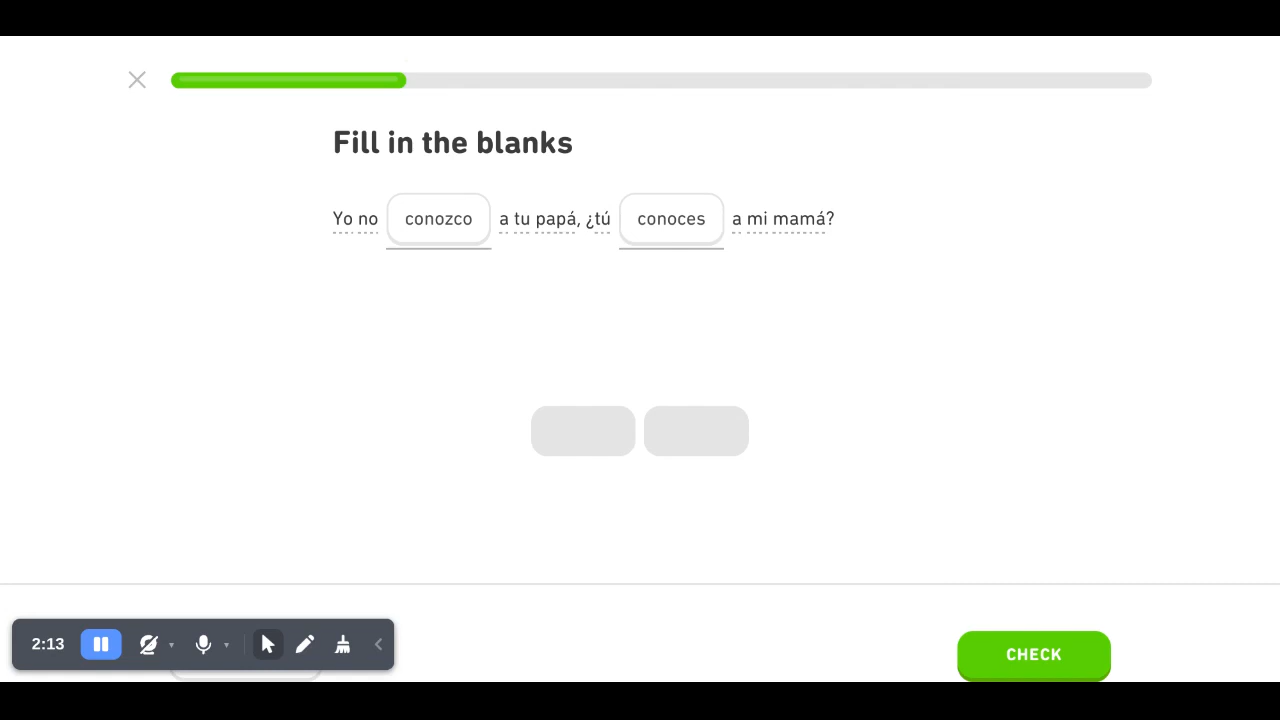 Fill in the blanks
Yo no conozco a tu papá, ¿tú conoces a mi mamá?
2:13
CHECK